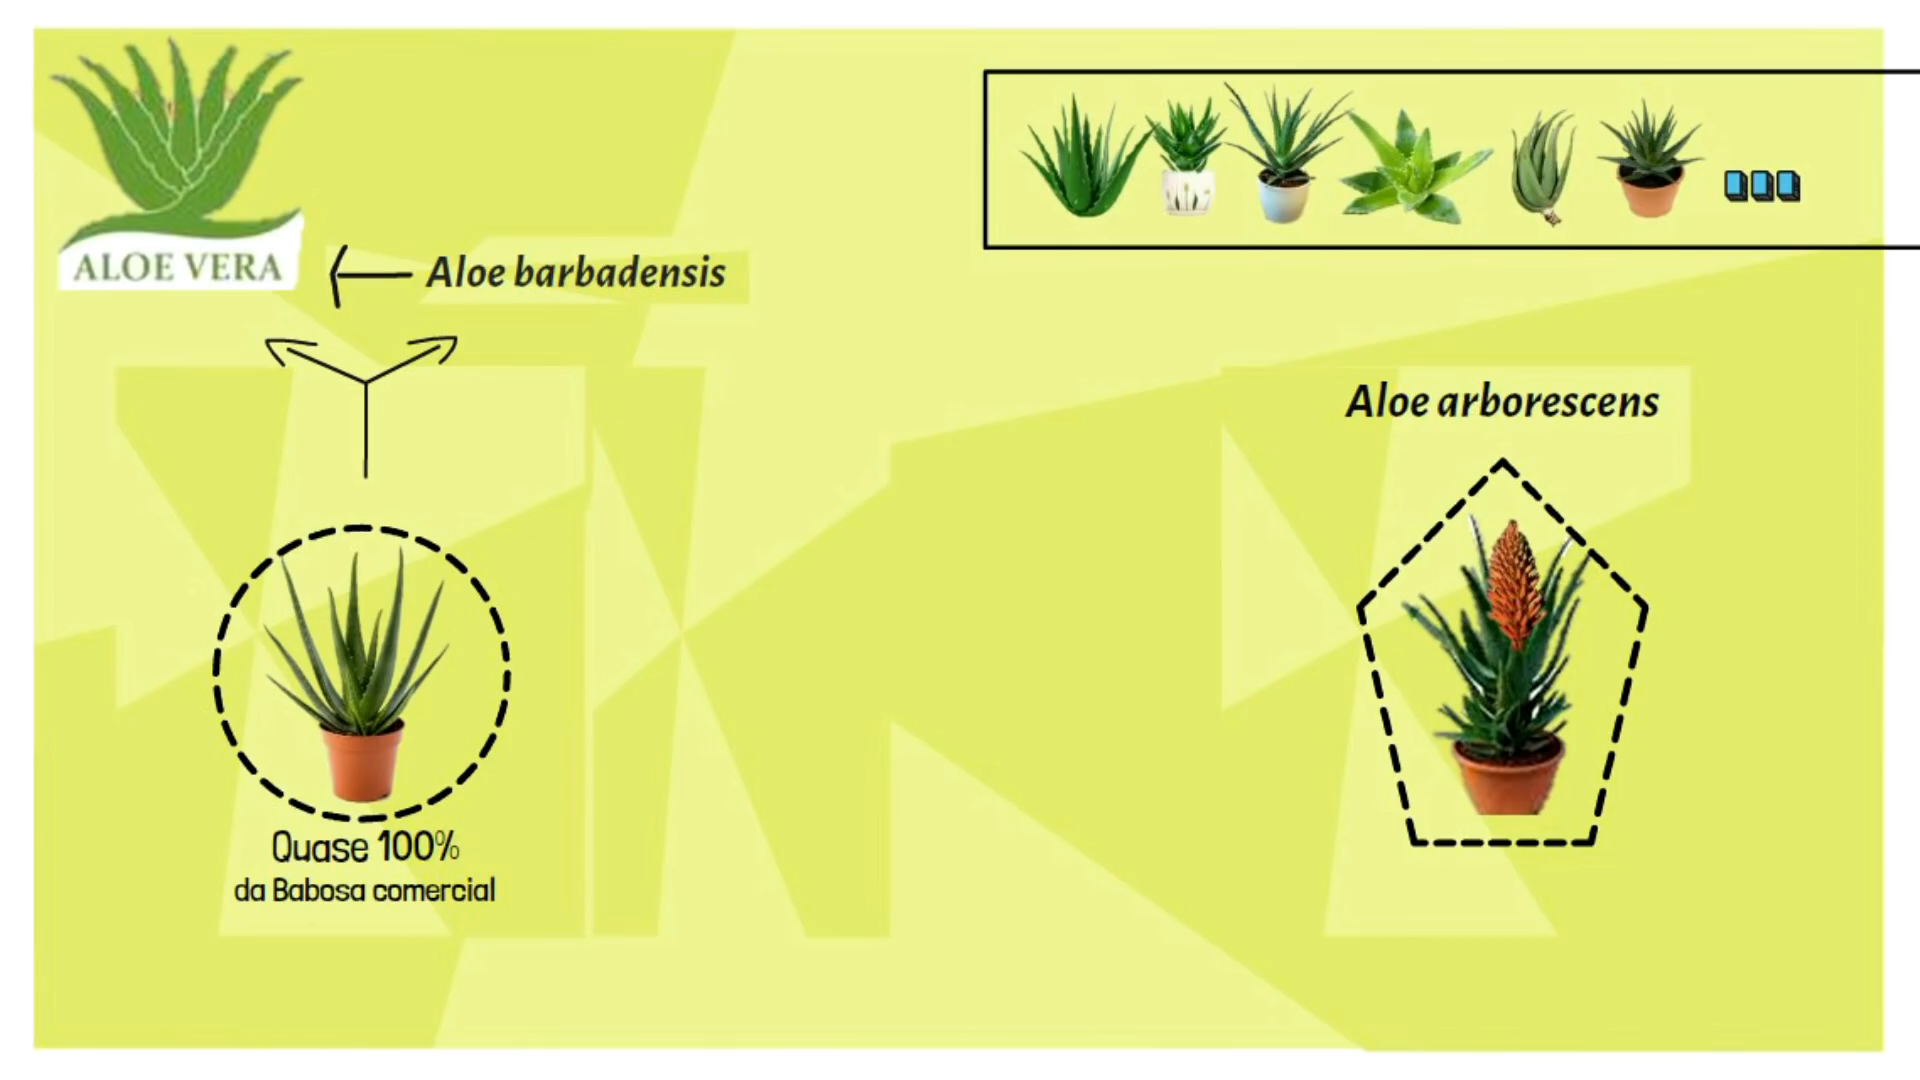 ALOE VERA
Aloe barbadensis
Aloe arborescens
Quase 100%
da Babosa comercial